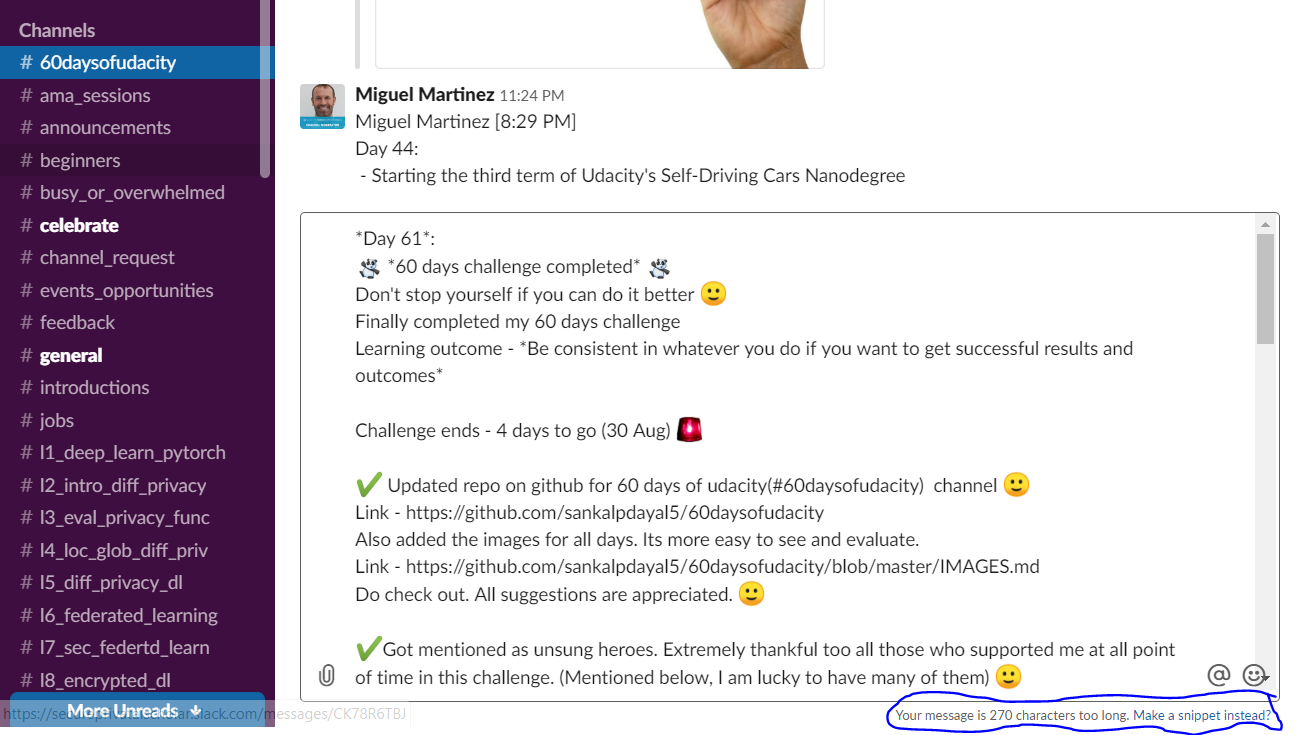 Channels
# 60daysofudacity
# ama_sessions
# announcements
# beginners
# busy_or_overwhelmed
# celebrate
# channel_request
# events_opportunities
# feedback
# general
# introductions
# jobs
# l1_deep_learn_pytorch
# l2_intro_diff_privacy
# l3_eval_privacy_func
# l4_loc_glob_diff_priv
# l5_diff_privacy_dl
# l6_federated_learning
# l7_sec_federtd_learn
# l8_encrypted_dl
More Unreads ↓
slack.com/messages/CK78R6TBJ
Miguel Martinez 11:24 PM
Miguel Martinez [8:29 PM]
Day 44:
- Starting the third term of Udacity's Self-Driving Cars Nanodegree
*Day 61*:
*60 days challenge completed*
Don't stop yourself if you can do it better
Finally completed my 60 days challenge
Learning outcome - *Be consistent in whatever you do if you want to get successful results and
outcomes*
Challenge ends - 4 days to go (30 Aug)
Updated repo on github for 60 days of udacity(#60daysofudacity) channel
Link - https://github.com/sankalpdayal5/60daysofudacity
Also added the images for all days. Its more easy to see and evaluate.
Link - https://github.com/sankalpdayal5/60daysofudacity/blob/master/IMAGES.md
Do check out. All suggestions are appreciated.
Got mentioned as unsung heroes. Extremely thankful too all those who supported me at all point
of time in this challenge. (Mentioned below, I am lucky to have many of them)
@
Your message is 270 characters too long. Make a snippet instead?